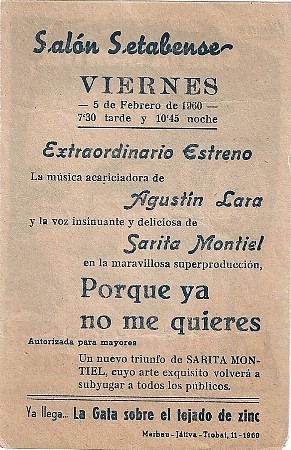 Salón Setabense
VIERNES
— 5 de Febrero de 1960 —
7'30 tarde y 10'45 noche
Extraordinario Estreno
La música acariciadora de
Agustín Lara
y la voz insinuante y deliciosa de
Sarita Montiel
en la maravillosa superproducción,
Porque ya
no me quieres
Autorizada para mayores
Un nuevo triunfo de SARITA MON-
TIEL, cuyo arte exquisito volverá a
subyugar a todos los públicos.
Ya llega... La Gata sobre el tejado de zinc
Merbau - Játiva - Trobat, 11 - 1960